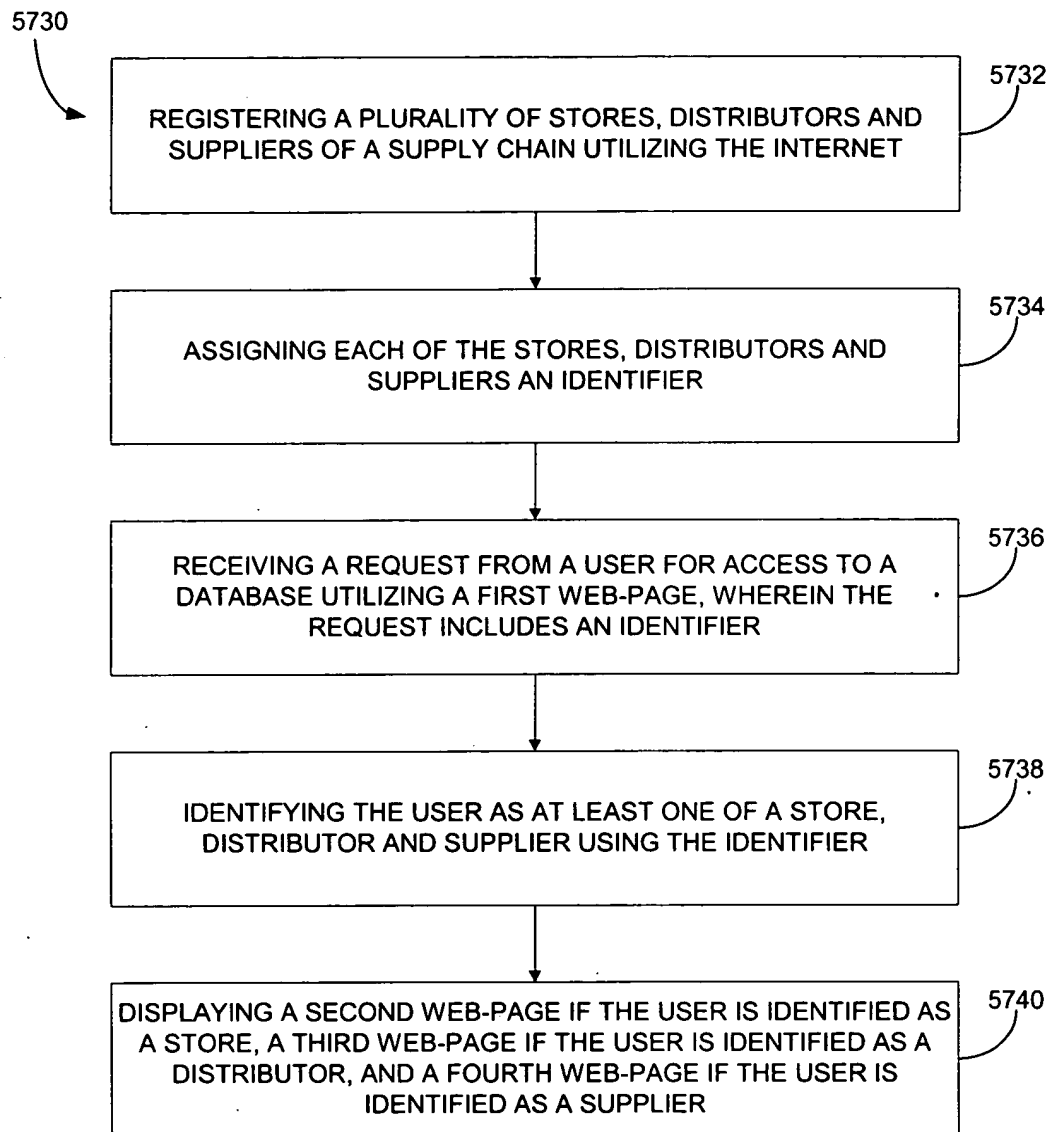 5730
5732
REGISTERING A PLURALITY OF STORES, DISTRIBUTORS AND
SUPPLIERS OF A SUPPLY CHAIN UTILIZING THE INTERNET
5734
ASSIGNING EACH OF THE STORES, DISTRIBUTORS AND
SUPPLIERS AN IDENTIFIER
5736
RECEIVING A REQUEST FROM A USER FOR ACCESS TO A
DATABASE UTILIZING A FIRST WEB-PAGE, WHEREIN THE
REQUEST INCLUDES AN IDENTIFIER
5738
IDENTIFYING THE USER AS AT LEAST ONE OF A STORE,
DISTRIBUTOR AND SUPPLIER USING THE IDENTIFIER
5740
DISPLAYING A SECOND WEB-PAGE IF THE USER IS IDENTIFIED AS
A STORE, A THIRD WEB-PAGE IF THE USER IS IDENTIFIED AS A
DISTRIBUTOR, AND A FOURTH WEB-PAGE IF THE USER IS
IDENTIFIED AS A SUPPLIER